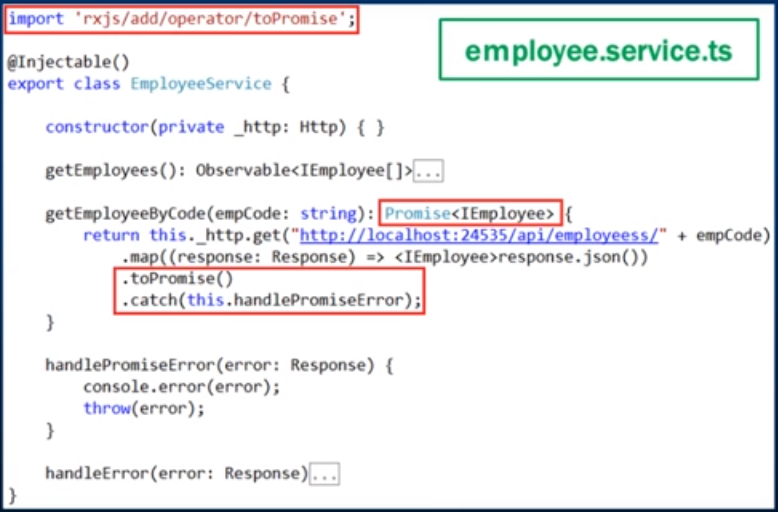 import 'rxjs/add/operator/toPromise';
employee.service.ts
@Injectable()
export class EmployeeService {
constructor(private _http: Http) { }
getEmployees(): Observable<IEmployee[]>...
getEmployeeByCode(empCode: string): Promise<IEmployee> {
return this._http.get("http://localhost:24535/api/employeess/" + empCode)
.map((response: Response) => <IEmployee>response.json())
.toPromise()
.catch(this.handlePromiseError);
}
handlePromiseError(error: Response) {
console.error(error);
throw(error);
}
handleError(error: Response)...
}